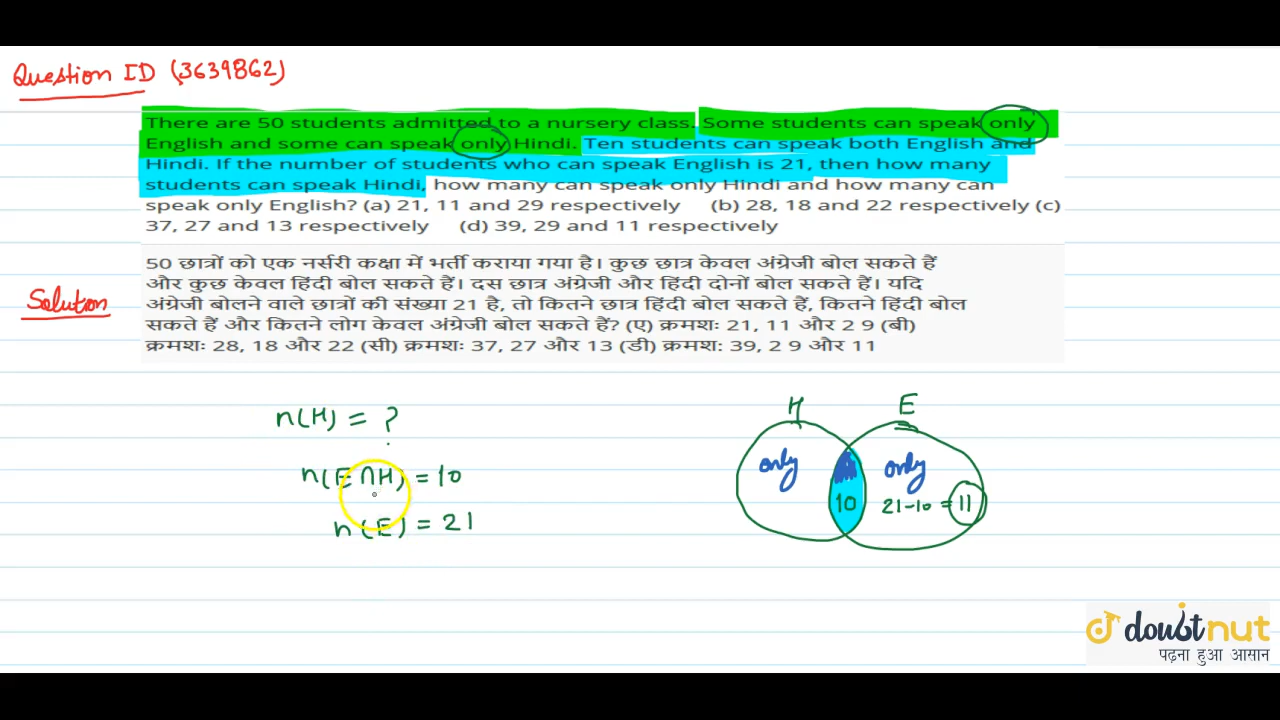 Question ID (3639862)
There are 50 students admitted to a nursery class. Some students can speak only
English and some can speak only Hindi. Ten students can speak both English and
Hindi. If the number of students who can speak English is 21, then how many
students can speak Hindi, how many can speak only Hindi and how many can
speak only English? (a) 21, 11 and 29 respectively (b) 28, 18 and 22 respectively (c)
37, 27 and 13 respectively (d) 39, 29 and 11 respectively
50 छात्रों को एक नर्सरी कक्षा में भर्ती कराया गया है। कुछ छात्र केवल अंग्रेजी बोल सकते हैं
और कुछ केवल हिंदी बोल सकते हैं। दस छात्र अंग्रेजी और हिंदी दोनों बोल सकते हैं। यदि
Solution
अंग्रेजी बोलने वाले छात्रों की संख्या 21 है, तो कितने छात्र हिंदी बोल सकते हैं, कितने हिंदी बोल
सकते हैं और कितने लोग केवल अंग्रेजी बोल सकते हैं? (ए) क्रमशः 21, 11 और 2 9 (बी)
क्रमशः 28, 18 और 22 (सी) क्रमशः 37, 27 और 13 (डी) क्रमश: 39, 2 9 और 11
n(H) = ?
n(E∩H) = 10
n(E) = 21
H E
only only
10 21-10 = 11
doubtnut
पढ़ना हुआ आसान